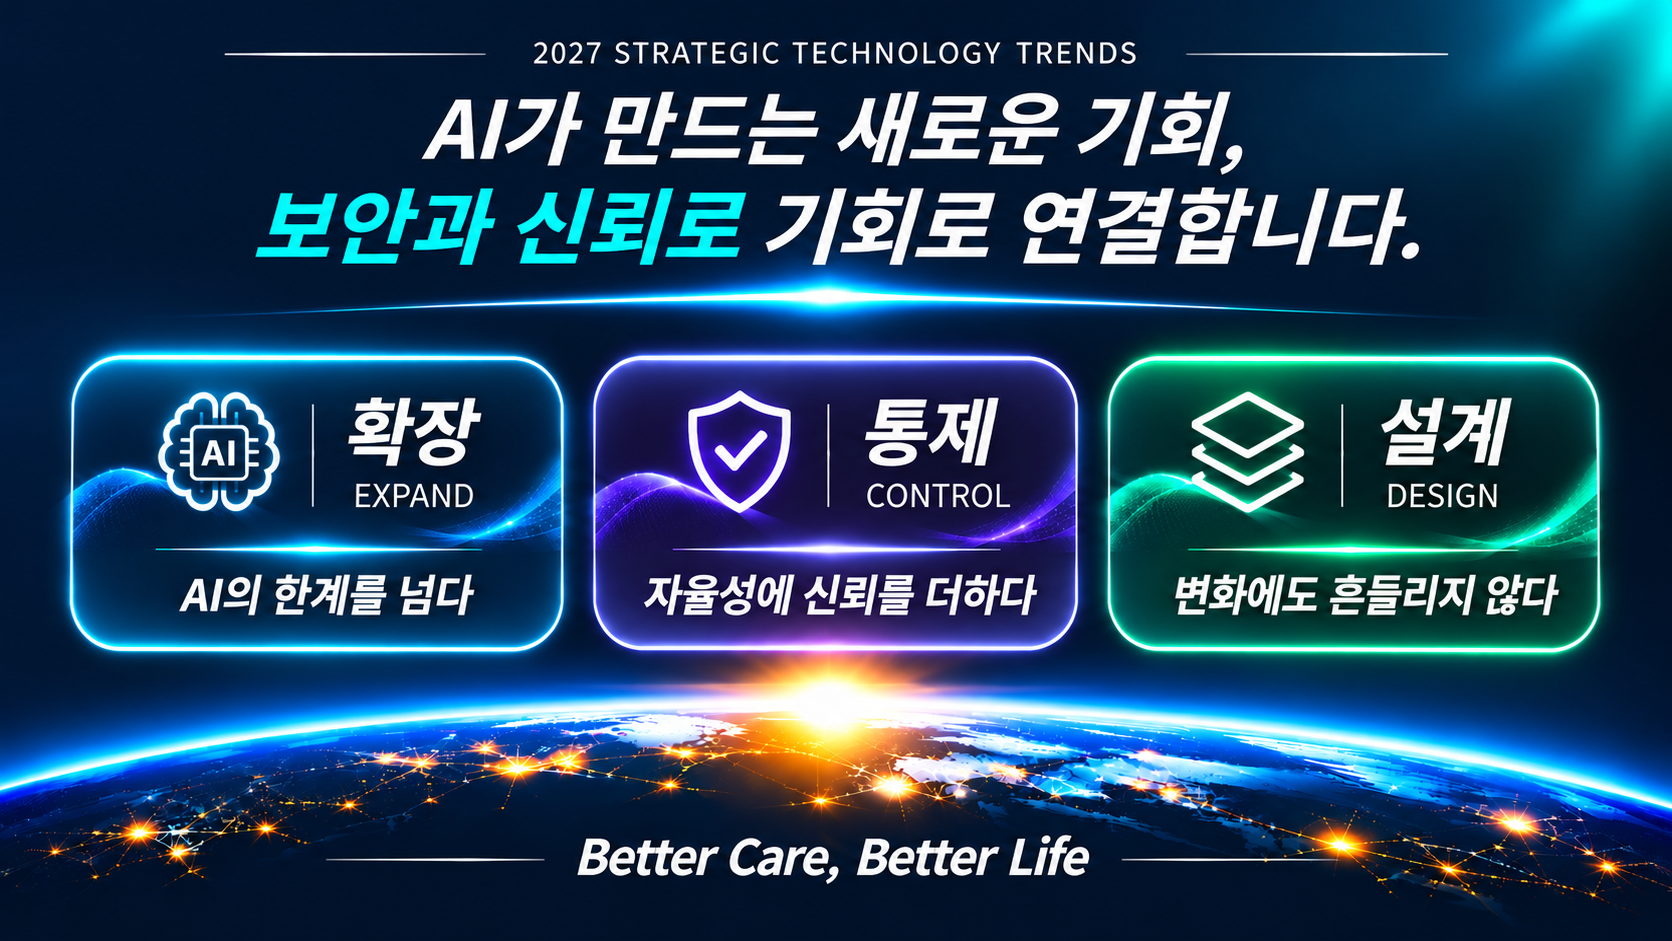 2027 STRATEGIC TECHNOLOGY TRENDS
AI가 만드는 새로운 기회,
보안과 신뢰로 기회로 연결합니다.
AI
확장
EXPAND
AI의 한계를 넘다
통제
CONTROL
자율성에 신뢰를 더하다
설계
DESIGN
변화에도 흔들리지 않다
Better Care, Better Life